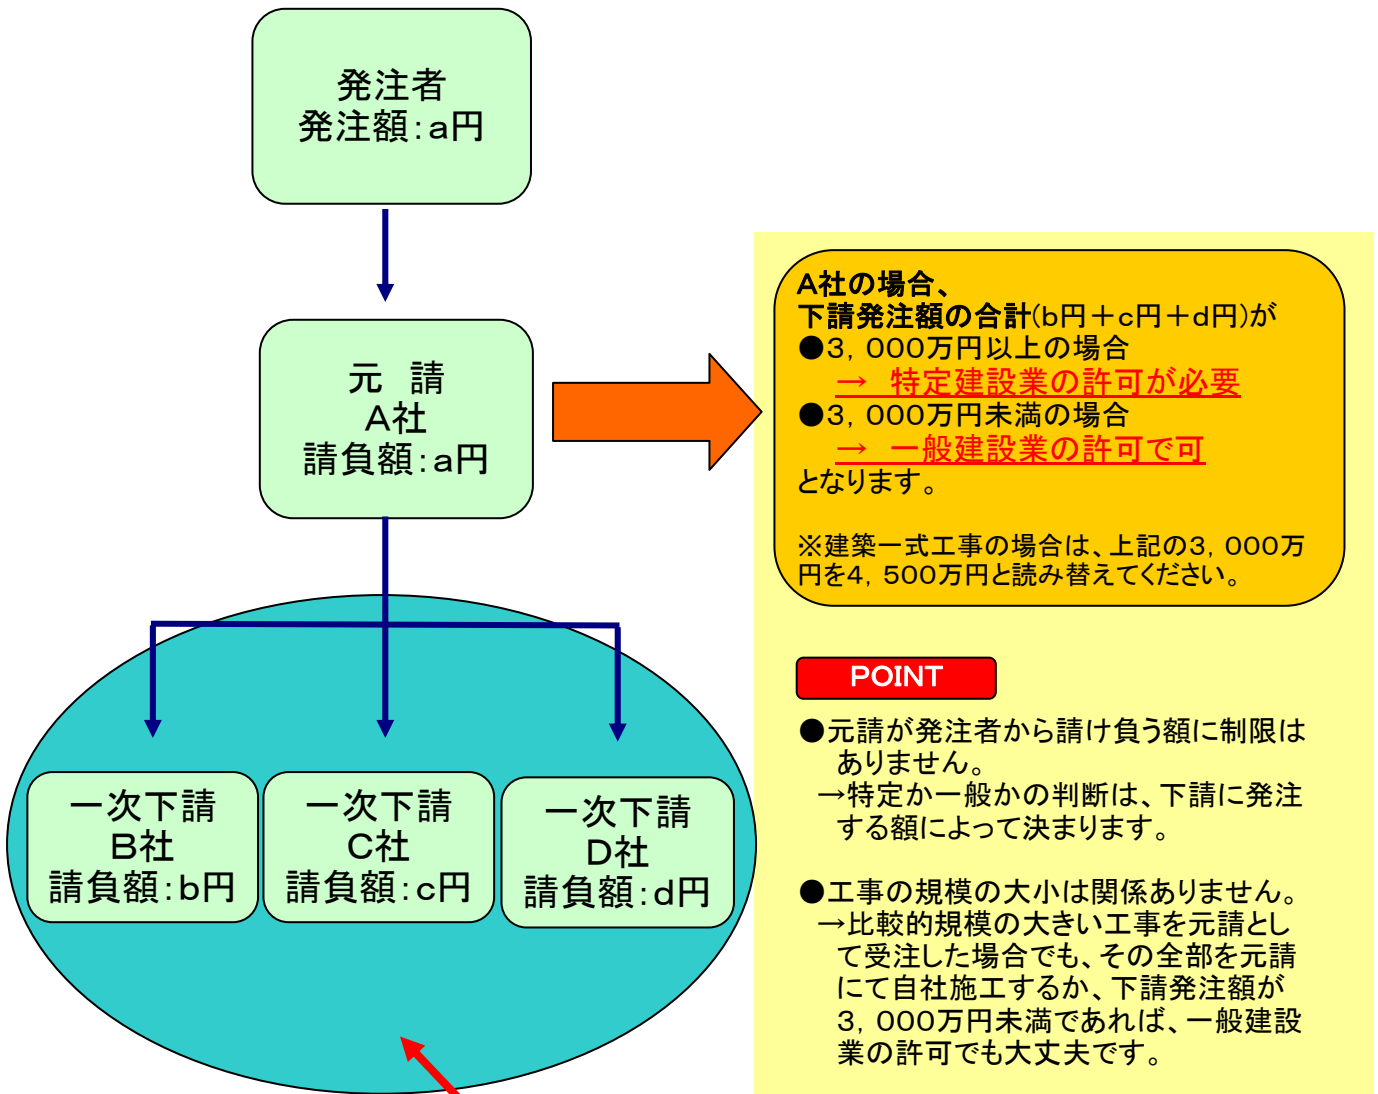 発注者
発注額：a円
元　請
A社
請負額：a円
一次下請
B社
請負額：b円
一次下請
C社
請負額：c円
一次下請
D社
請負額：d円
A社の場合、
下請発注額の合計(b円＋c円＋d円)が
●3，000万円以上の場合
→　特定建設業の許可が必要
●3，000万円未満の場合
→　一般建設業の許可で可
となります。
※建築一式工事の場合は、上記の3，000万
円を4，500万円と読み替えてください。
POINT
●元請が発注者から請け負う額に制限は
ありません。
→特定か一般かの判断は、下請に発注
する額によって決まります。
●工事の規模の大小は関係ありません。
→比較的規模の大きい工事を元請とし
て受注した場合でも、その全部を元請
にて自社施工するか、下請発注額が
3，000万円未満であれば、一般建設
業の許可でも大丈夫です。